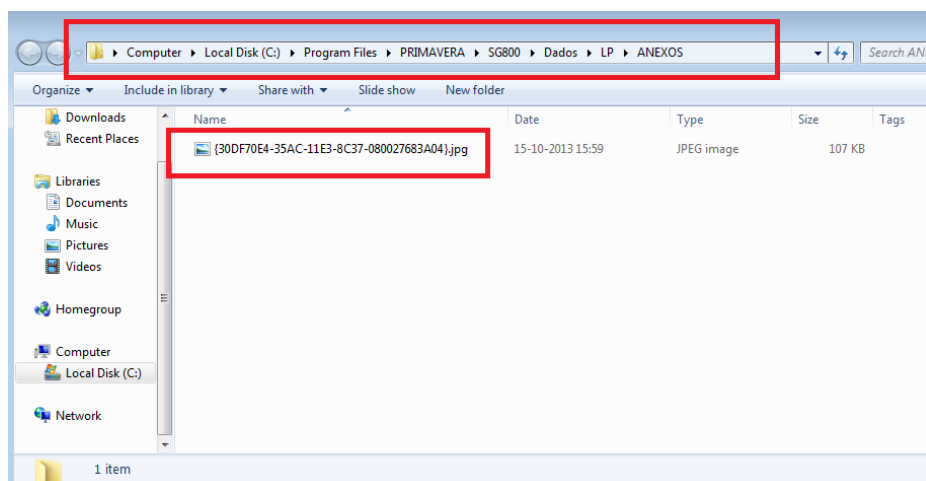 Computer ▸ Local Disk (C:) ▸ Program Files ▸ PRIMAVERA ▸ SG800 ▸ Dados ▸ LP ▸ ANEXOS
Search AN
Organize Include in library Share with Slide show New folder
Name Date Type Size Tags
{30DF70E4-35AC-11E3-8C37-080027683A04}.jpg 15-10-2013 15:59 JPEG image 107 KB
Downloads
Recent Places
Libraries
Documents
Music
Pictures
Videos
Homegroup
Computer
Local Disk (C:)
Network
1 item